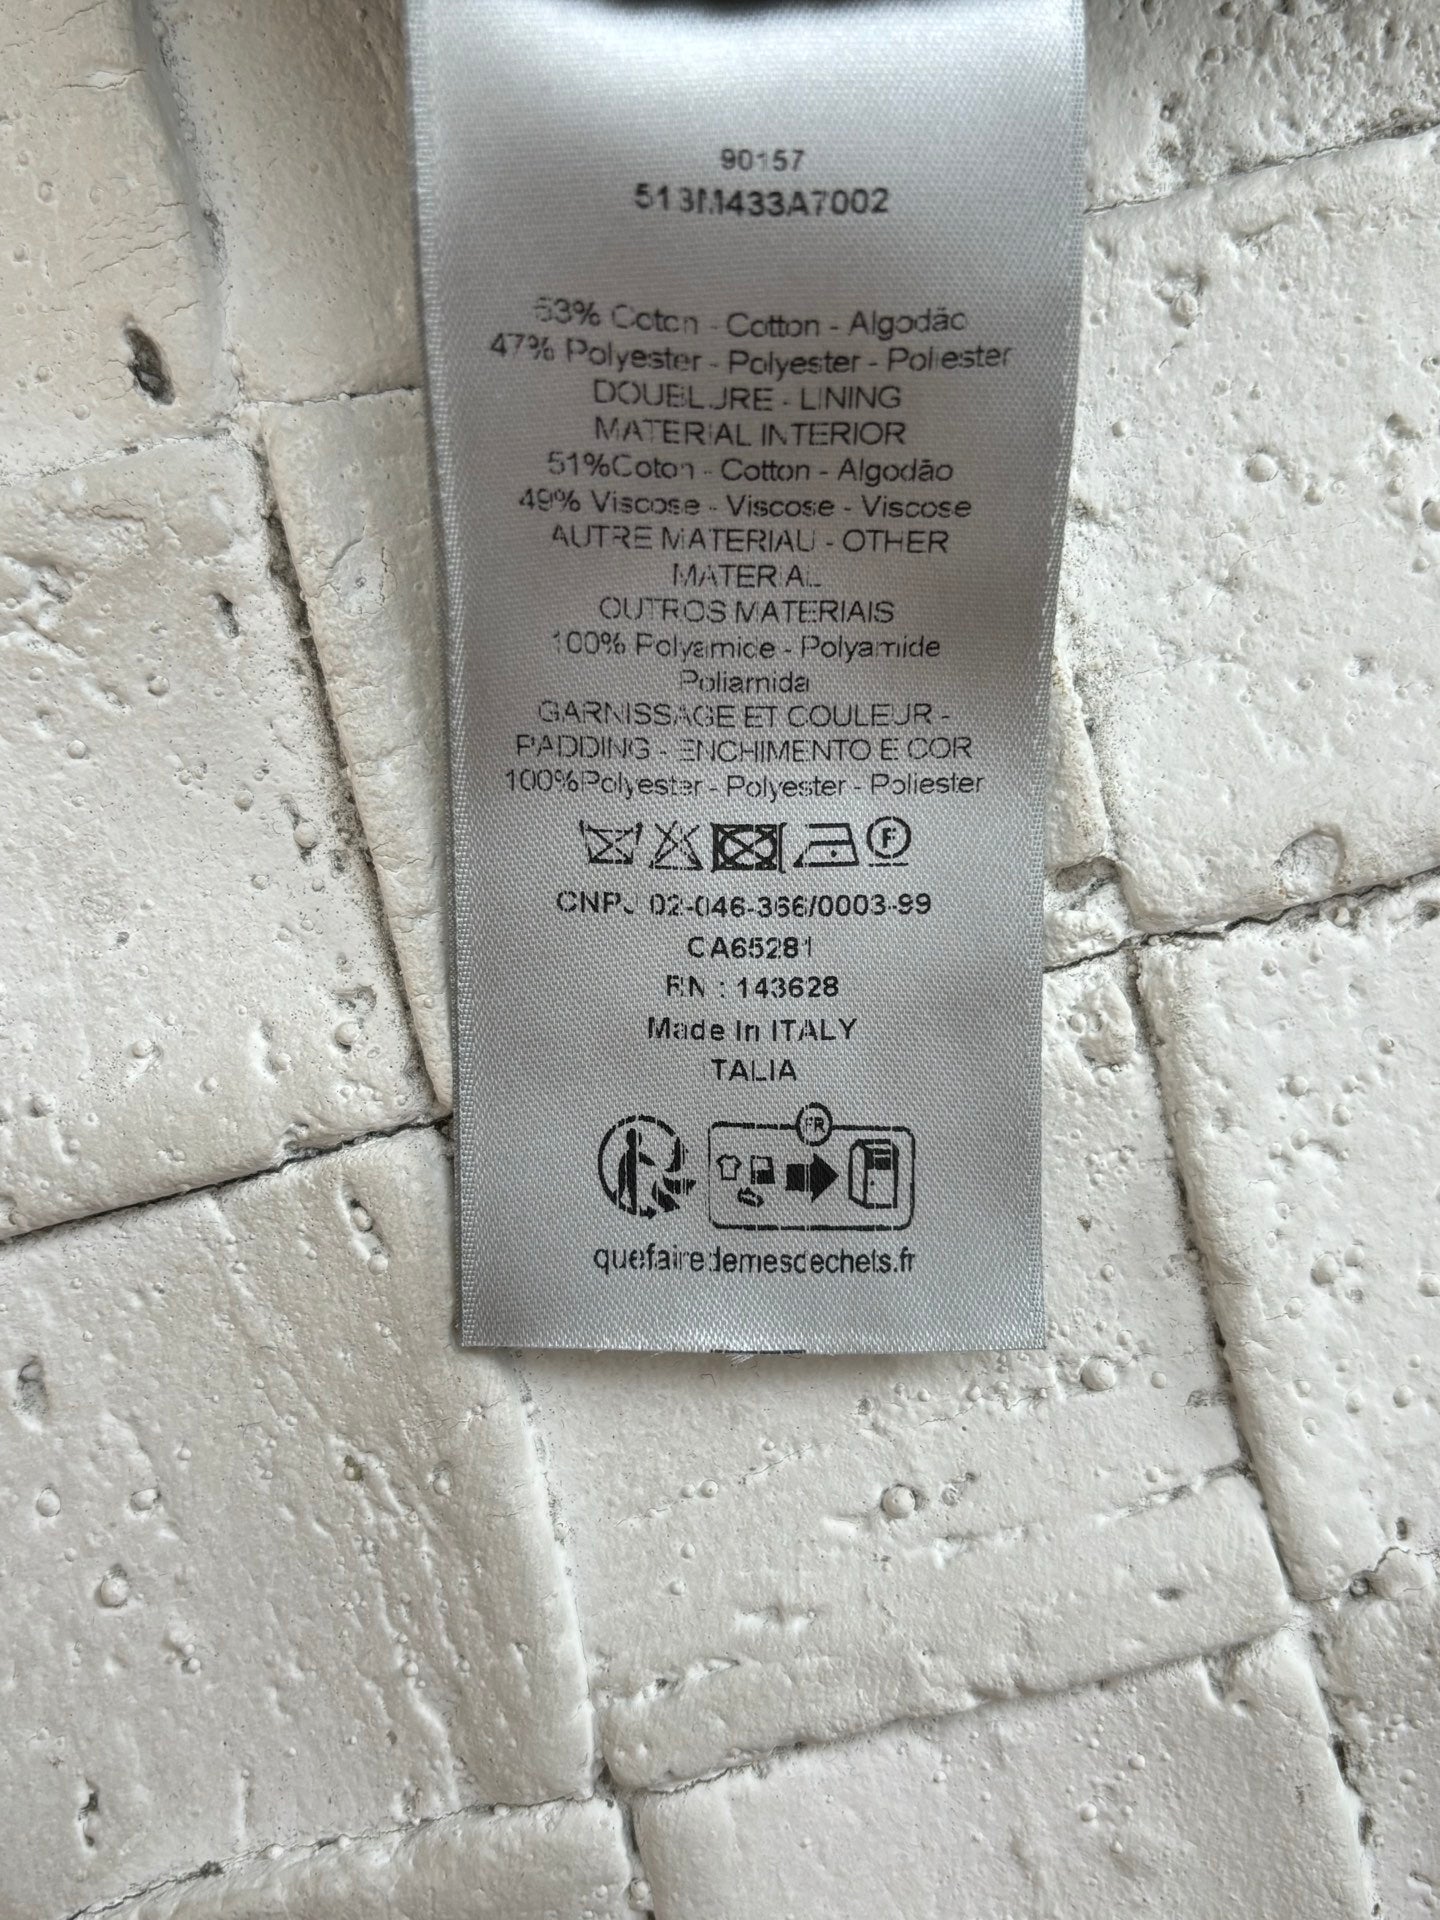 90157
513M433A7002
53% Coton - Cotton - Algodão
47% Polyester - Polyester - Poliester
DOUBLURE - LINING
MATERIAL INTERIOR
51%Coton - Cotton - Algodão
49% Viscose - Viscose - Viscose
AUTRE MATERIAU - OTHER
MATERIAL
OUTROS MATERIAIS
100% Polyamide - Polyamide
Poliamida
GARNISSAGE ET COULEUR -
PADDING - ENCHIMENTO E COR
100%Polyester - Polyester - Poliester
F
CNPJ 02-046-366/0003-99
CA65281
RN : 143628
Made In ITALY
TALIA
FR
quefairedemesdechets.fr